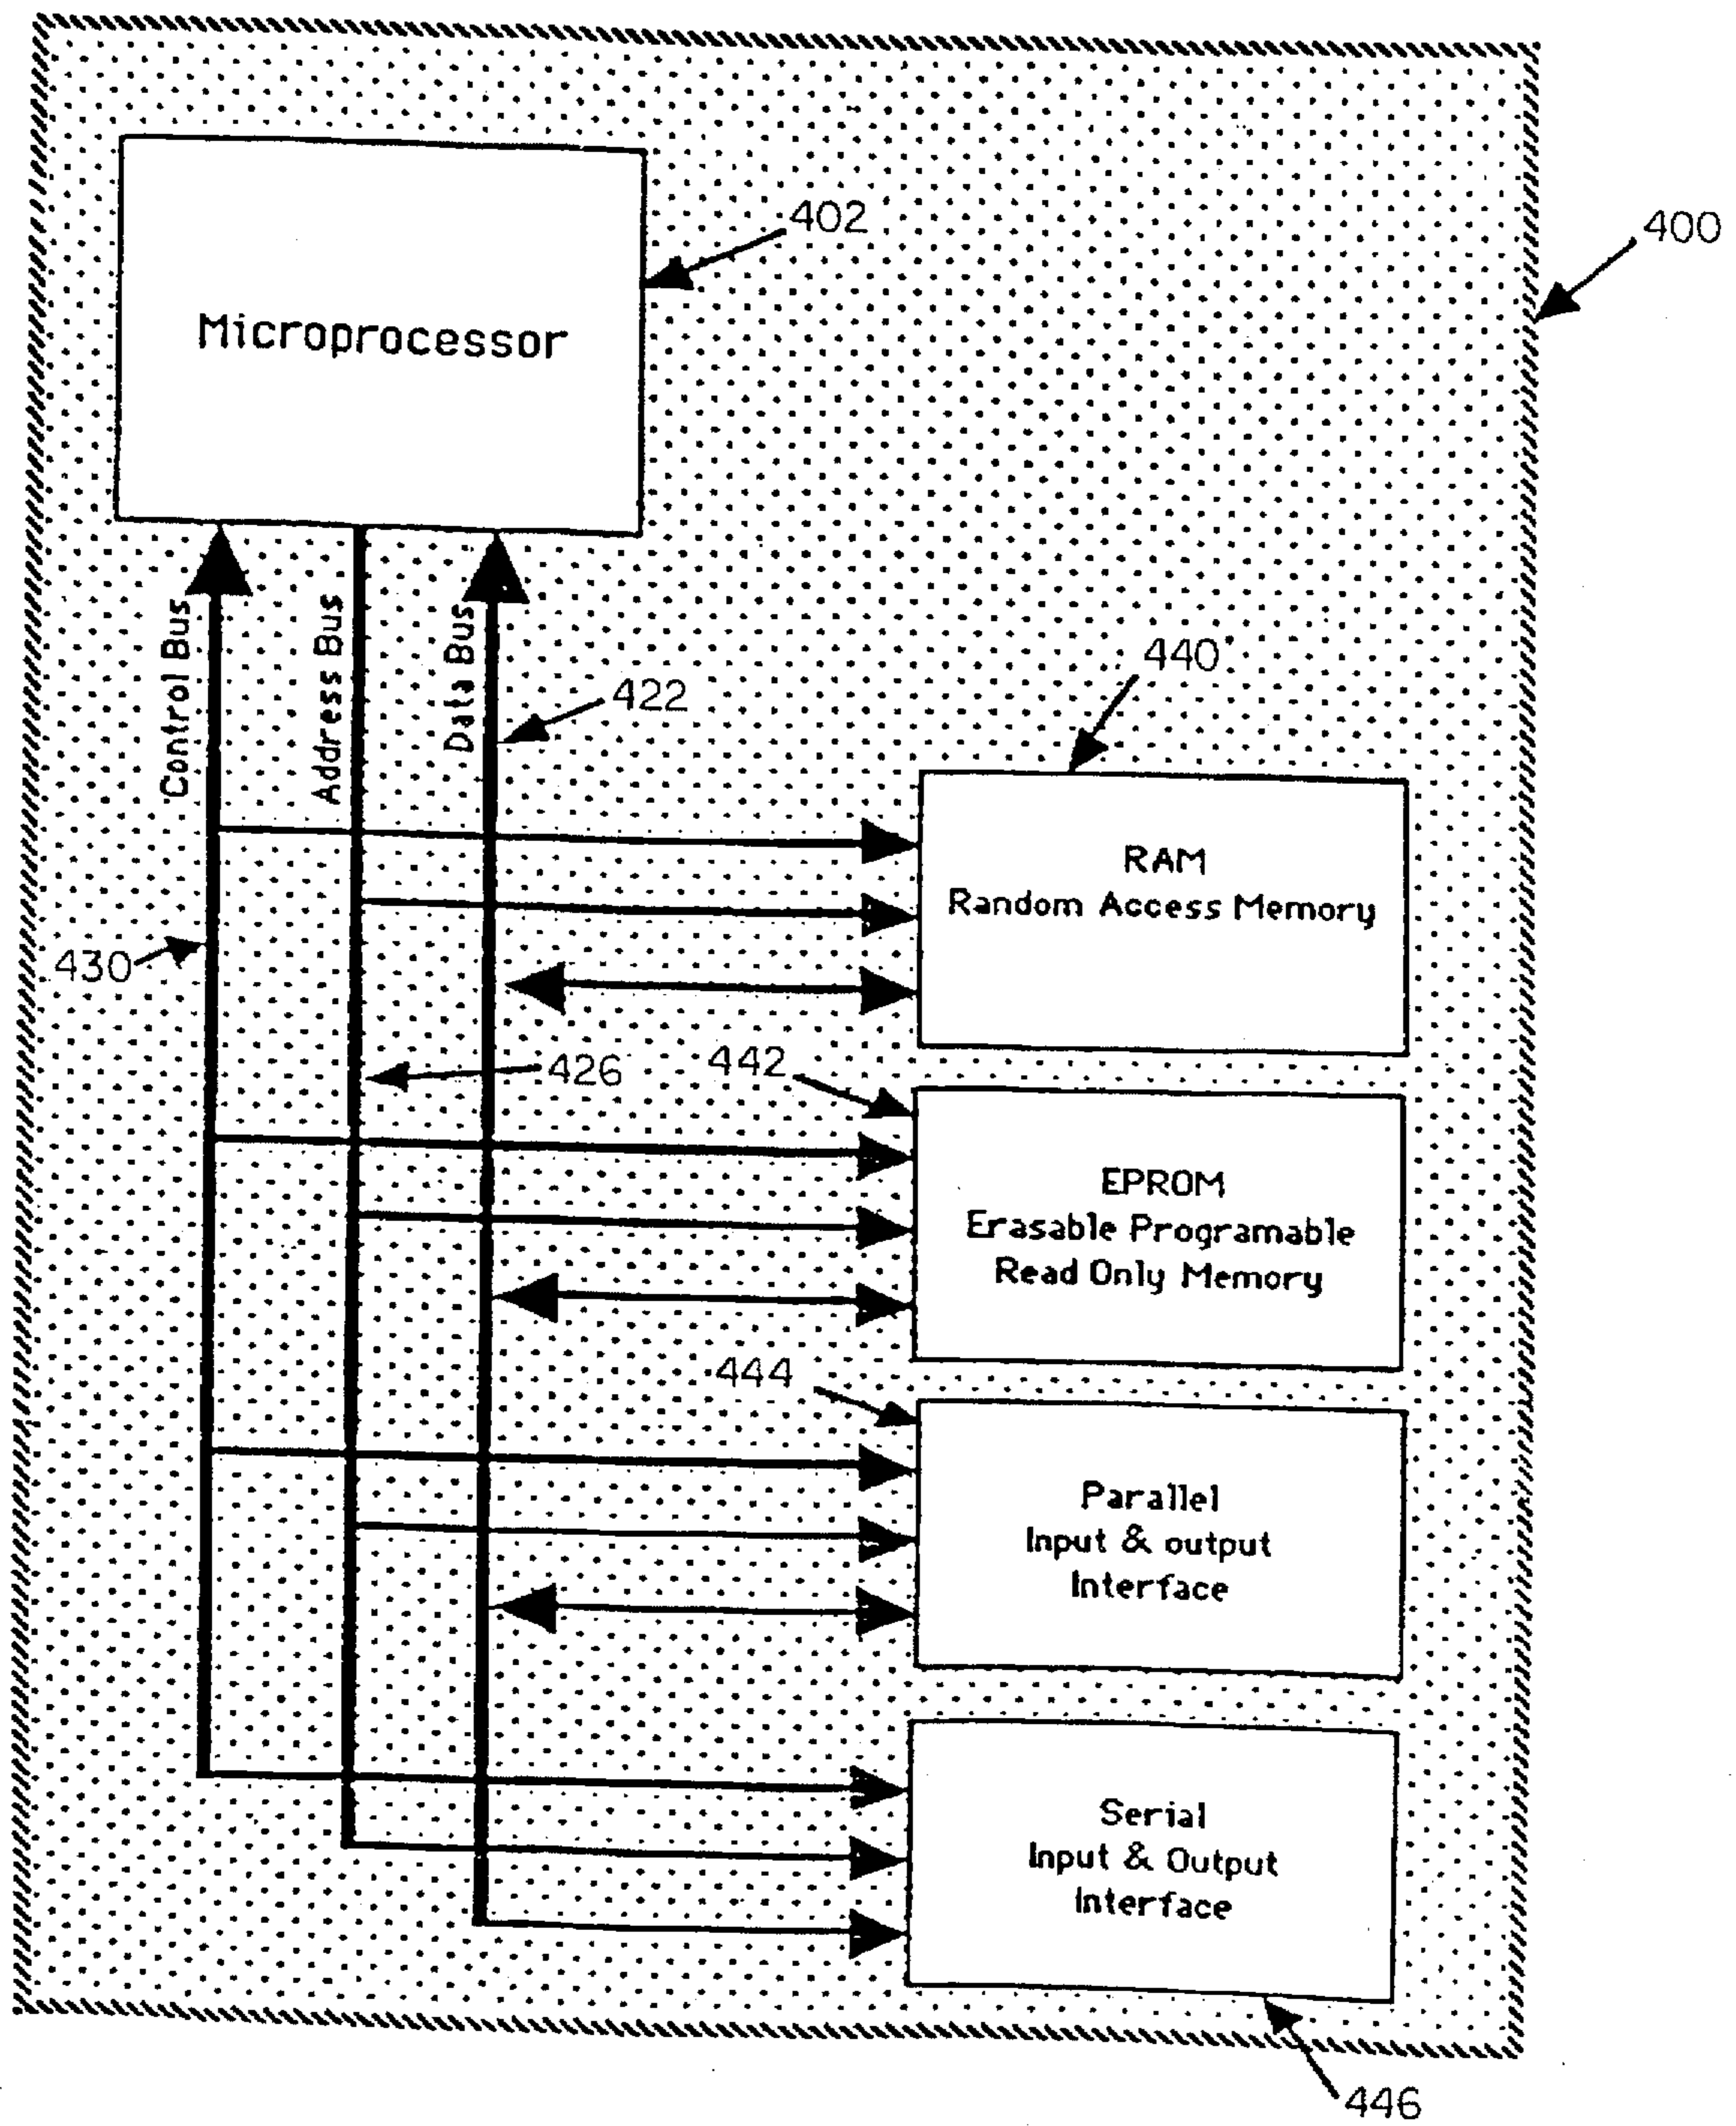 402
400
Microprocessor
Control Bus
Address Bus
Data Bus
422
440
RAM
Random Access Memory
430
426
442
EPROM
Erasable Programable
Read Only Memory
444
Parallel
Input & output
Interface
Serial
Input & Output
Interface
446